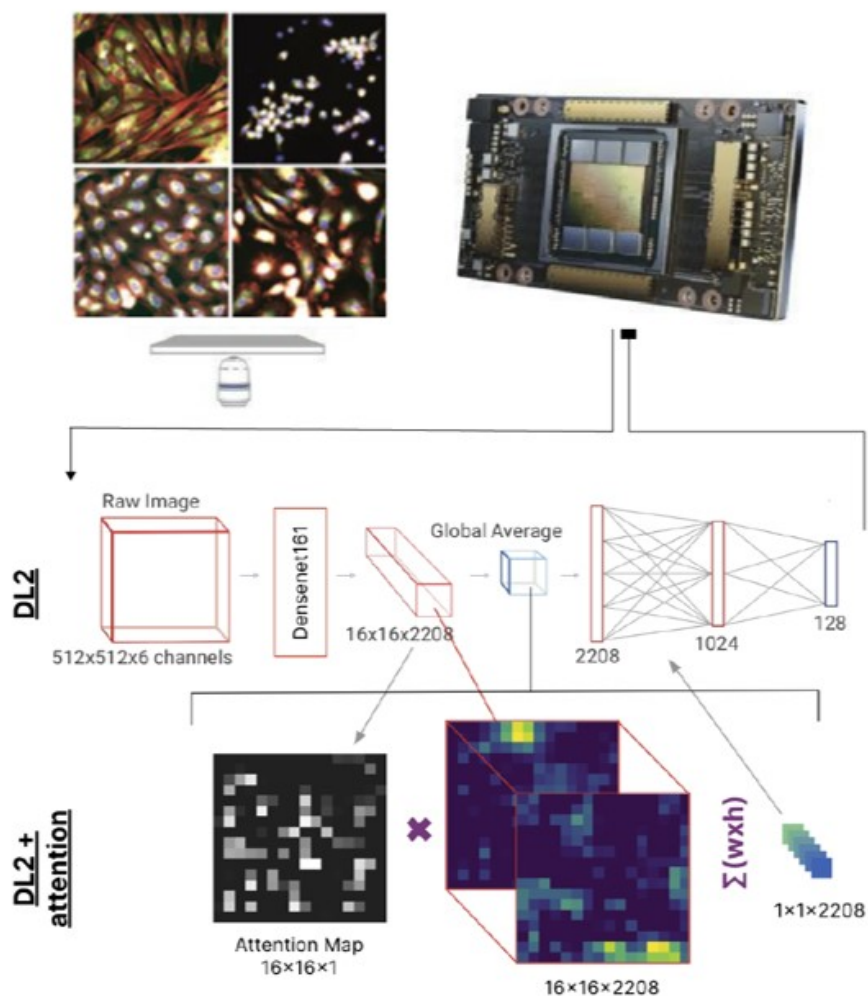 Raw Image
Densenet161
Global Average
DL2
512x512x6 channels
16x16x2208
2208
1024
128
DL2 +
attention
Σ(wxh)
Attention Map
16×16×1
16×16×2208
1×1×2208